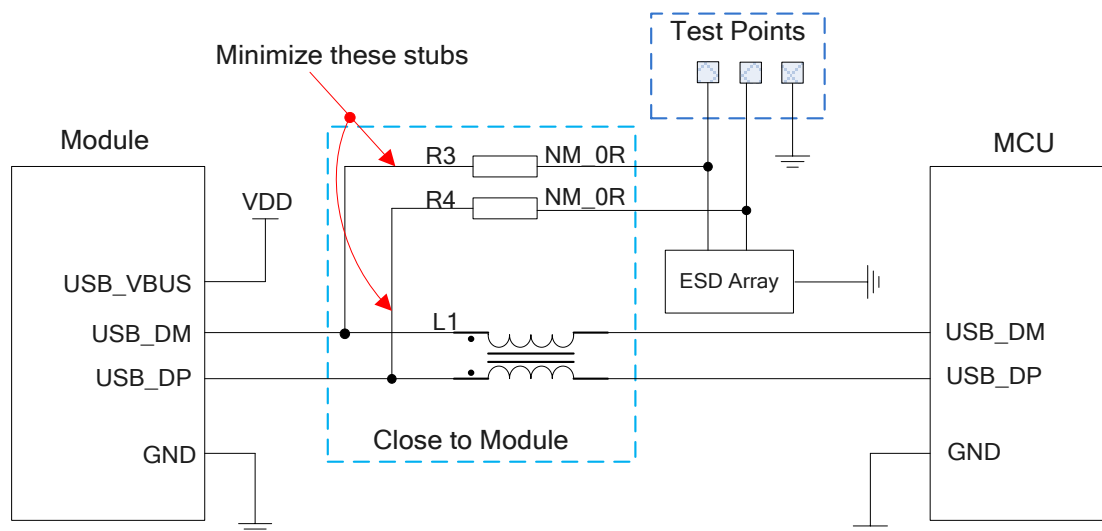 Test Points
Minimize these stubs
Module
MCU
R3 NM_0R
R4 NM_0R
VDD
ESD Array
USB_VBUS
USB_DM
L1
USB_DM
USB_DP
USB_DP
Close to Module
GND
GND